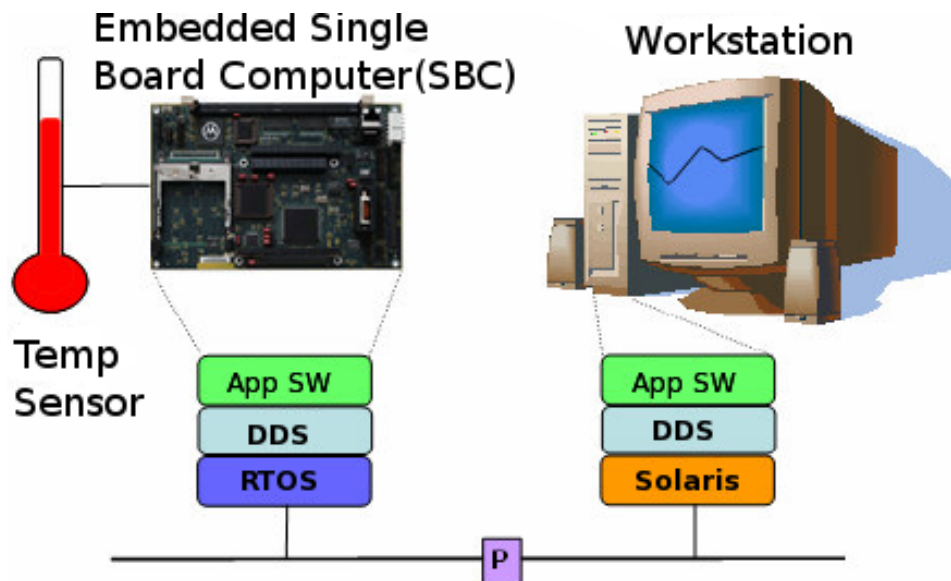 Embedded Single
Board Computer(SBC)
Workstation
Temp
Sensor
App SW
DDS
RTOS
App SW
DDS
Solaris
P